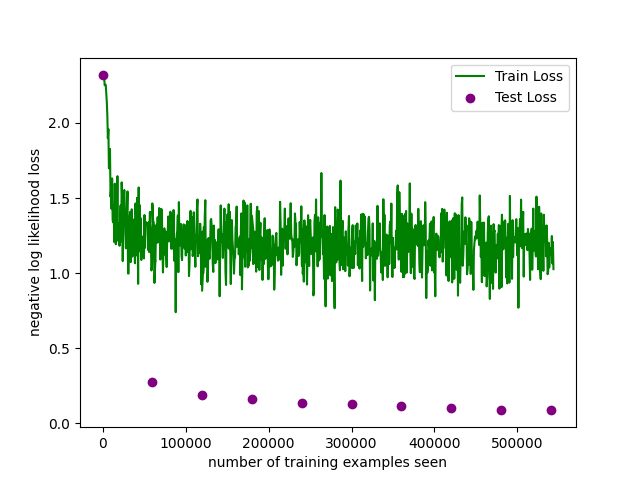 Train Loss
Test Loss
negative log likelihood loss
2.0
1.5
1.0
0.5
0.0
0
100000
200000
300000
400000
500000
number of training examples seen